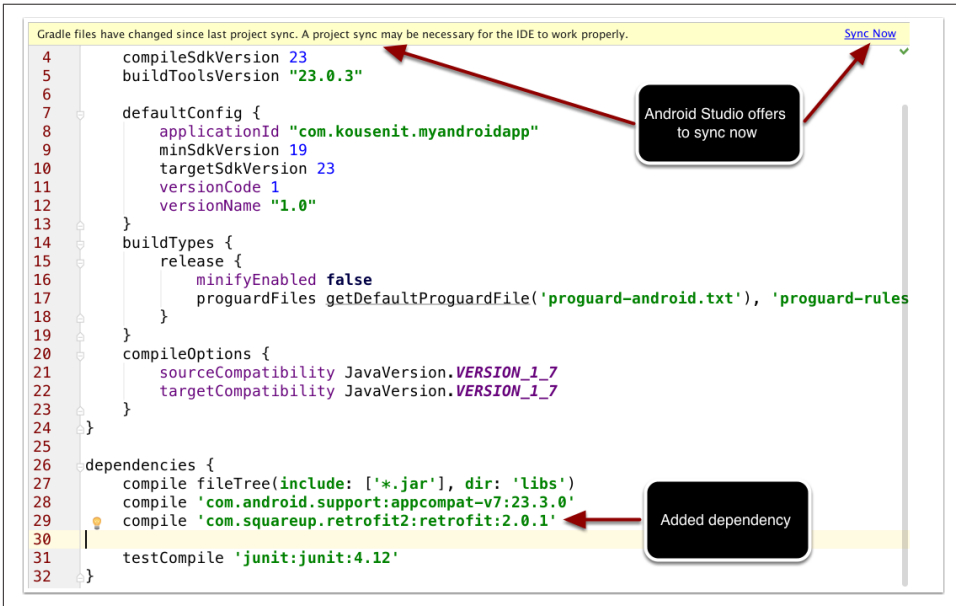 Gradle files have changed since last project sync. A project sync may be necessary for the IDE to work properly. Sync Now
4 compileSdkVersion 23
5 buildToolsVersion "23.0.3"
6
7 defaultConfig {
8 applicationId "com.kousenit.myandroidapp"
9 minSdkVersion 19
10 targetSdkVersion 23
11 versionCode 1
12 versionName "1.0"
13 }
14 buildTypes {
15 release {
16 minifyEnabled false
17 proguardFiles getDefaultProguardFile('proguard-android.txt'), 'proguard-rules
18 }
19 }
20 compileOptions {
21 sourceCompatibility JavaVersion.VERSION_1_7
22 targetCompatibility JavaVersion.VERSION_1_7
23 }
24 }
25
26 dependencies {
27 compile fileTree(include: ['*.jar'], dir: 'libs')
28 compile 'com.android.support:appcompat-v7:23.3.0'
29 compile 'com.squareup.retrofit2:retrofit:2.0.1'
30
31 testCompile 'junit:junit:4.12'
32 }
Android Studio offers
to sync now
Added dependency